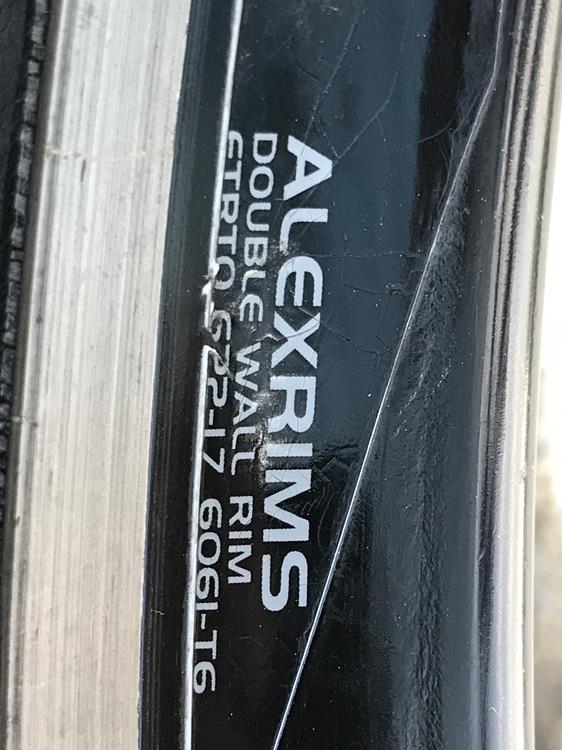 ALEXRIMS
DOUBLE WALL RIM
ETRTO 622-17 6061-T6